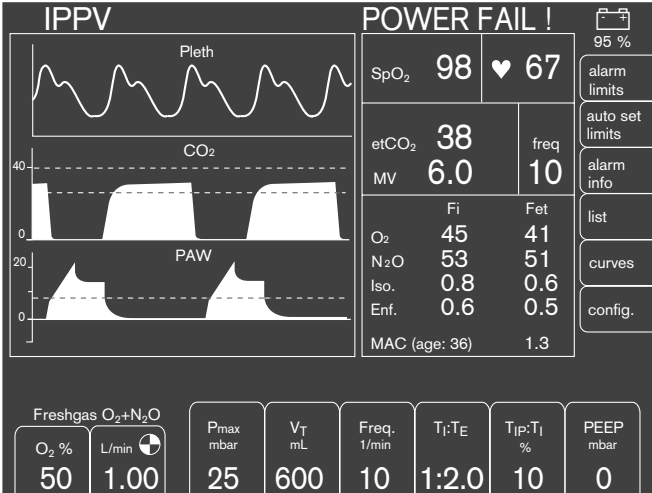 IPPV
POWER FAIL !
- +
95 %
Pleth
SpO₂ 98 ♥ 67
alarm
limits
auto set
limits
CO₂
40
0
etCO₂ 38
MV 6.0
freq
10
alarm
info
list
curves
config.
PAW
20
0
Fi Fet
O₂ 45 41
N₂O 53 51
Iso. 0.8 0.6
Enf. 0.6 0.5
MAC (age: 36) 1.3
Freshgas O₂+N₂O
O₂ %
50
L/min
1.00
Pmax
mbar
25
VT
mL
600
Freq.
1/min
10
TI:TE
1:2.0
TIP:TI
%
10
PEEP
mbar
0